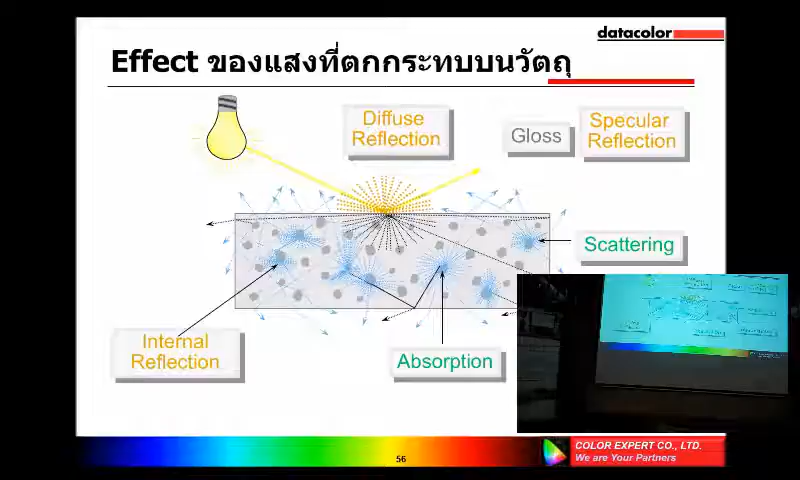 datacolor
Effect ของแสงที่ตกกระทบบนวัตถุ
Diffuse
Reflection
Gloss
Specular
Reflection
Scattering
Internal
Reflection
Absorption
56
COLOR EXPERT CO., LTD.
We are Your Partners